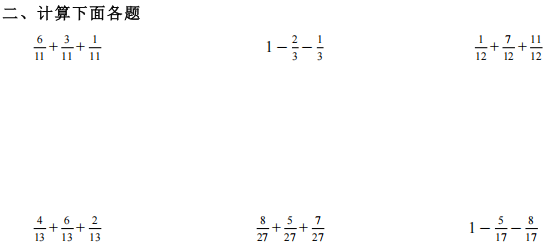 二、计算下面各题
6/11 + 3/11 + 1/11    1 − 2/3 − 1/3    1/12 + 7/12 + 11/12
4/13 + 6/13 + 2/13    8/27 + 5/27 + 7/27    1 − 5/17 − 8/17